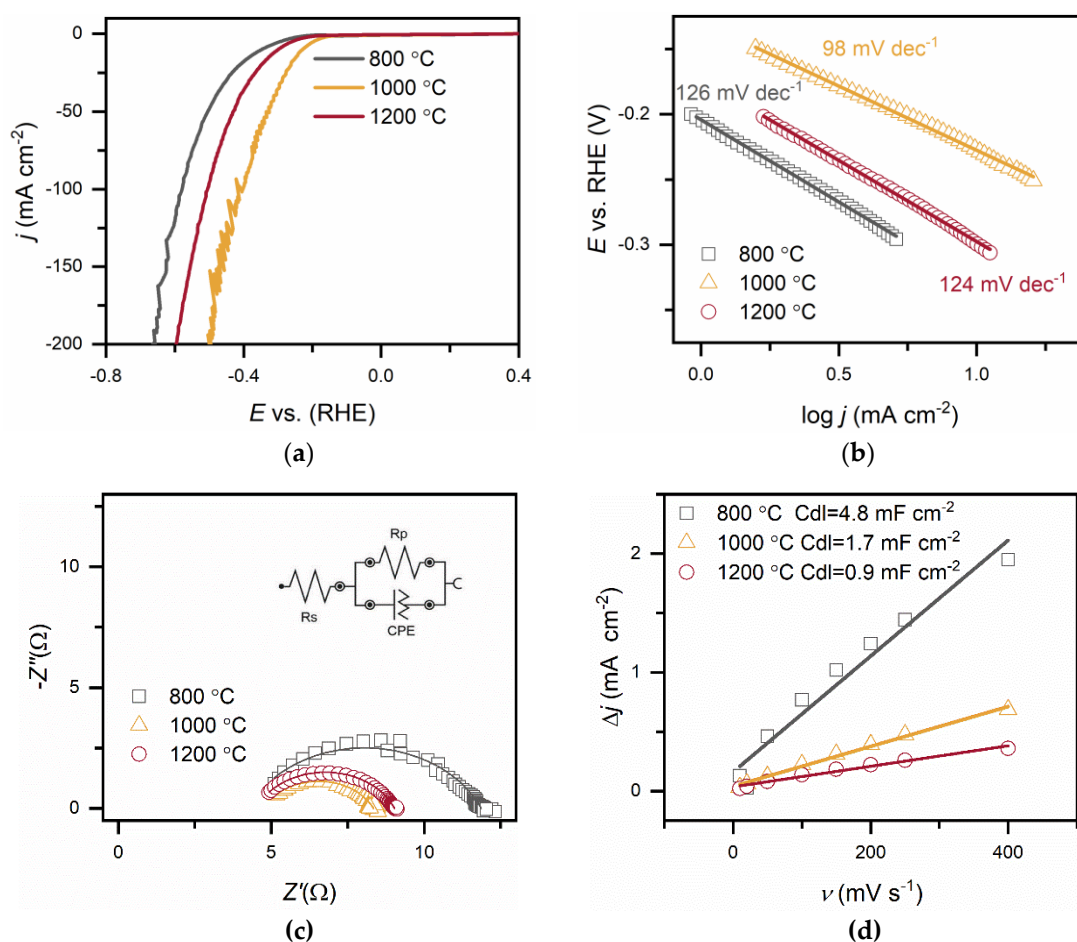 0
-50
-100
-150
-200
-0.8
-0.4
0.0
0.4
j (mA cm⁻²)
E vs. (RHE)
800 °C
1000 °C
1200 °C
(a)
-0.2
-0.3
0.0
0.5
1.0
E vs. RHE (V)
log j (mA cm⁻²)
98 mV dec⁻¹
126 mV dec⁻¹
124 mV dec⁻¹
800 °C
1000 °C
1200 °C
(b)
10
5
0
0
5
10
-Z"(Ω)
Z'(Ω)
Rp
Rs
CPE
800 °C
1000 °C
1200 °C
(c)
2
1
0
0
100
200
300
400
Δj (mA cm⁻²)
ν (mV s⁻¹)
800 °C Cdl=4.8 mF cm⁻²
1000 °C Cdl=1.7 mF cm⁻²
1200 °C Cdl=0.9 mF cm⁻²
(d)